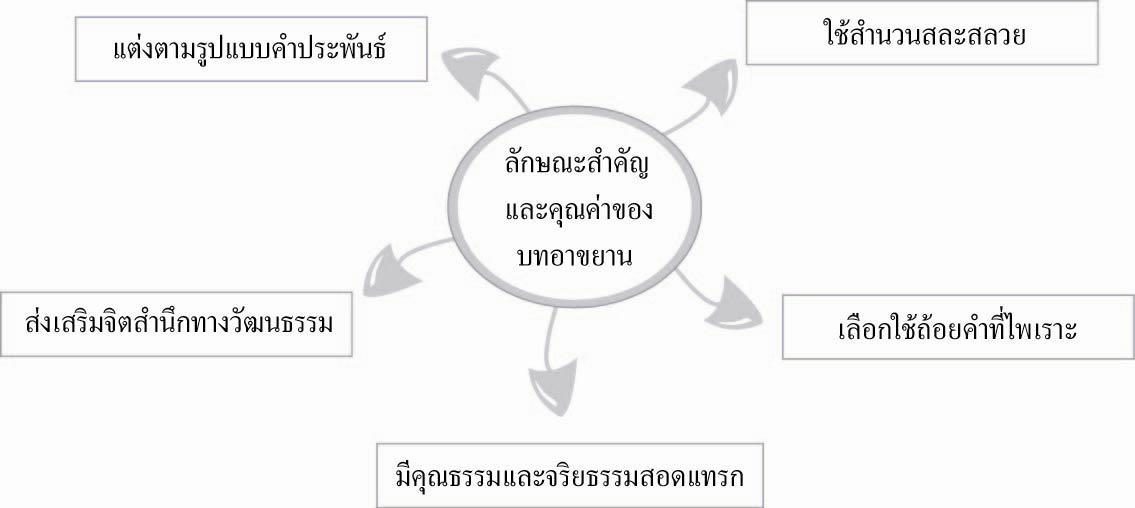 แต่งตามรูปแบบคำประพันธ์
ใช้สำนวนสละสลวย
ลักษณะสำคัญ
และคุณค่าของ
บทอาขยาน
ส่งเสริมจิตสำนึกทางวัฒนธรรม
เลือกใช้ถ้อยคำที่ไพเราะ
มีคุณธรรมและจริยธรรมสอดแทรก